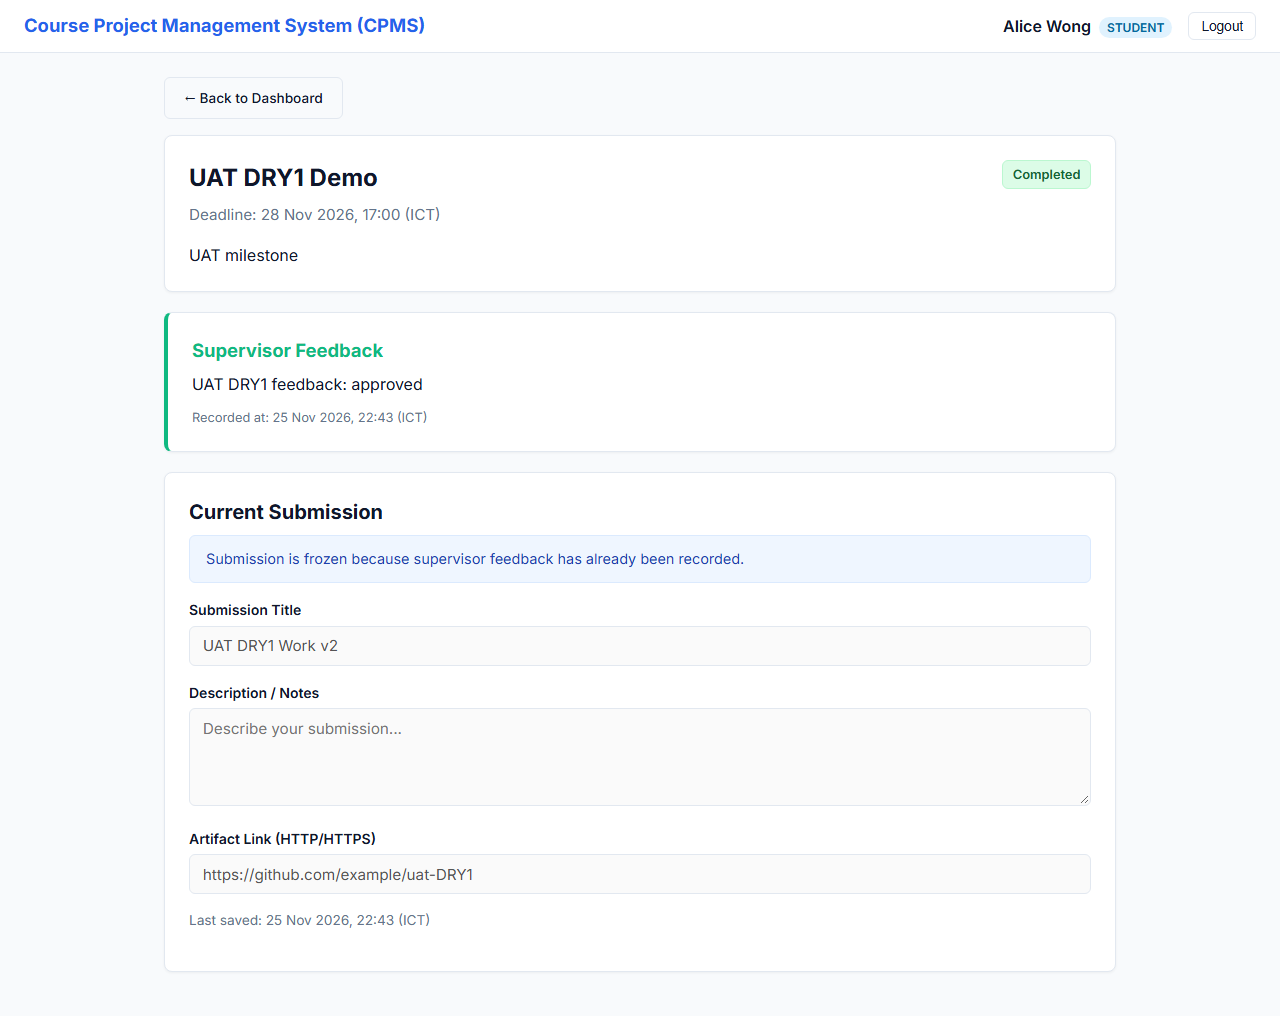 Course Project Management System (CPMS)
Alice Wong STUDENT Logout
← Back to Dashboard
UAT DRY1 Demo
Completed
Deadline: 28 Nov 2026, 17:00 (ICT)
UAT milestone
Supervisor Feedback
UAT DRY1 feedback: approved
Recorded at: 25 Nov 2026, 22:43 (ICT)
Current Submission
Submission is frozen because supervisor feedback has already been recorded.
Submission Title
UAT DRY1 Work v2
Description / Notes
Describe your submission...
Artifact Link (HTTP/HTTPS)
https://github.com/example/uat-DRY1
Last saved: 25 Nov 2026, 22:43 (ICT)